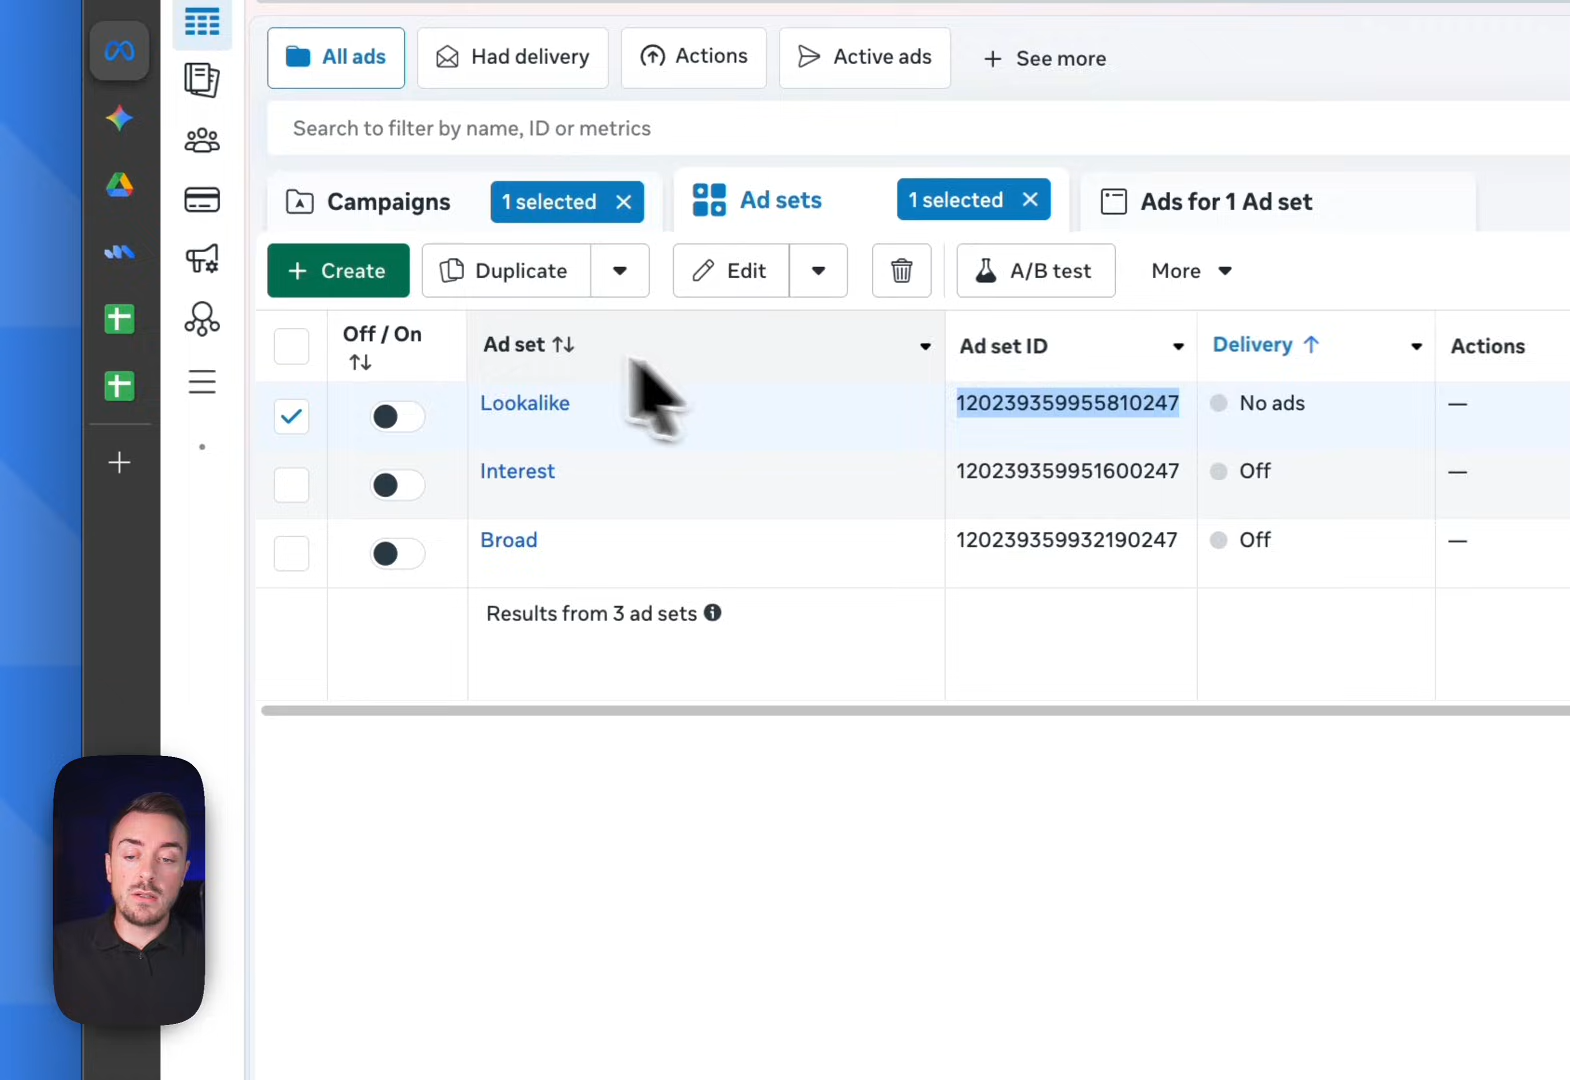 All ads
Had delivery
Actions
Active ads
See more
Search to filter by name, ID or metrics
Campaigns
1 selected
Ad sets
1 selected
Ads for 1 Ad set
Create
Duplicate
Edit
A/B test
More
Off / On
Ad set
Ad set ID
Delivery
Actions
Lookalike
120239359955810247
No ads
—
Interest
120239359951600247
Off
—
Broad
120239359932190247
Off
—
Results from 3 ad sets